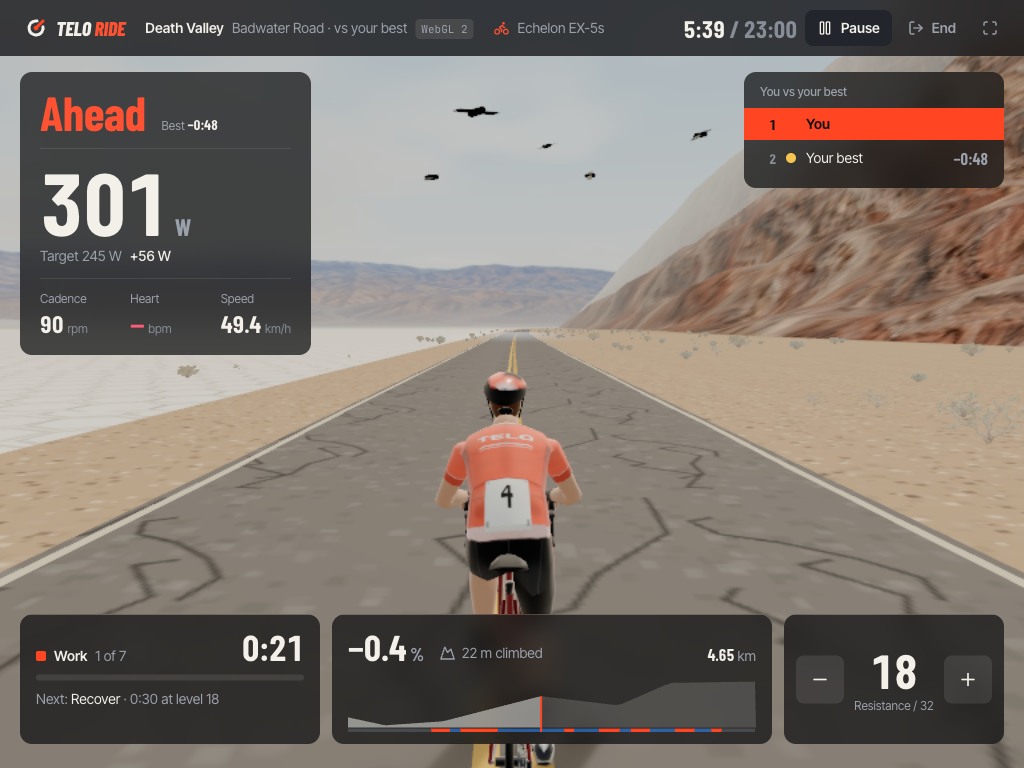 TELO RIDE Death Valley Badwater Road · vs your best WebGL 2 Echelon EX-5s 5:39 / 23:00 Pause End
Ahead Best −0:48
301 W
Target 245 W +56 W
Cadence Heart Speed
90 rpm – bpm 49.4 km/h
You vs your best
1 You
2 Your best −0:48
TELO
4
Work 1 of 7 0:21
Next: Recover · 0:30 at level 18
−0.4 % 22 m climbed 4.65 km
− 18 +
Resistance / 32